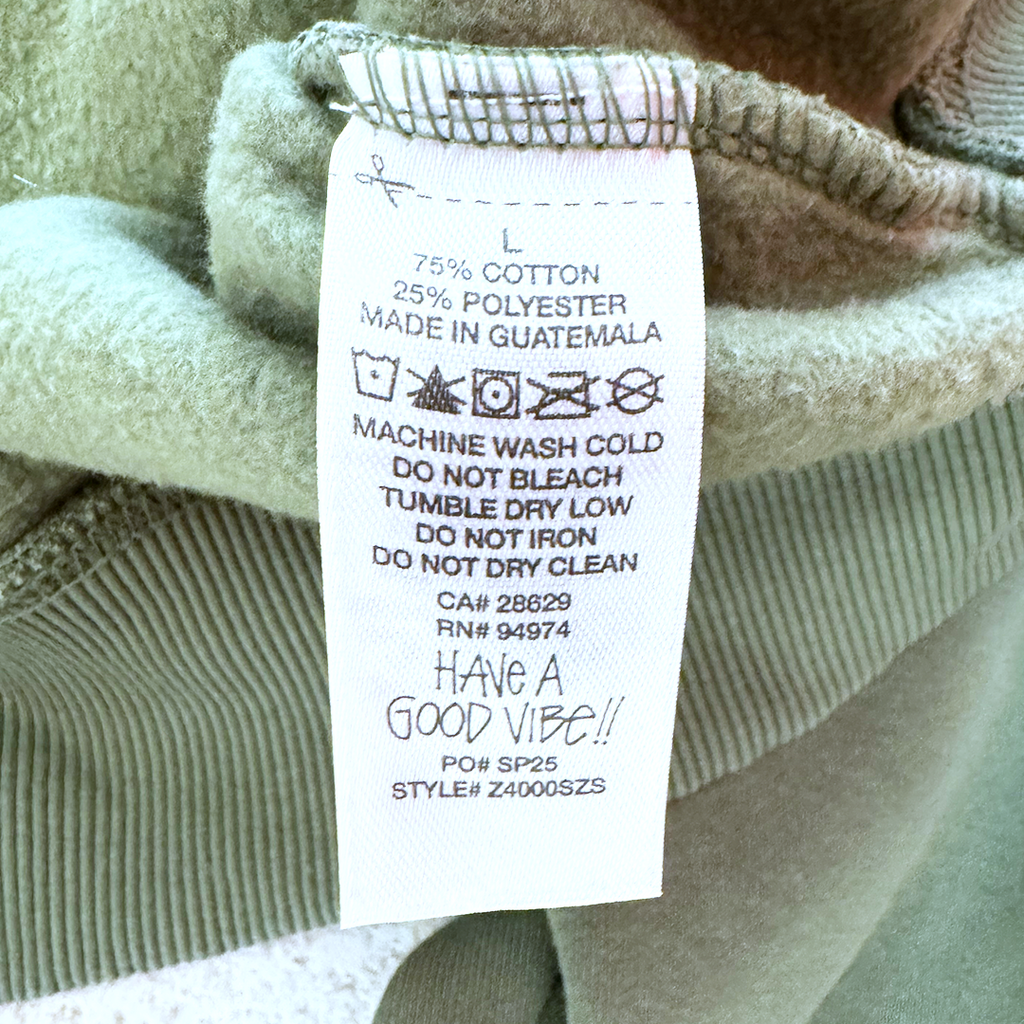 L
75% COTTON
25% POLYESTER
MADE IN GUATEMALA
MACHINE WASH COLD
DO NOT BLEACH
TUMBLE DRY LOW
DO NOT IRON
DO NOT DRY CLEAN
CA# 28629
RN# 94974
HAVe A
GOOD VIBe!!
PO# SP25
STYLE# Z4000SZS